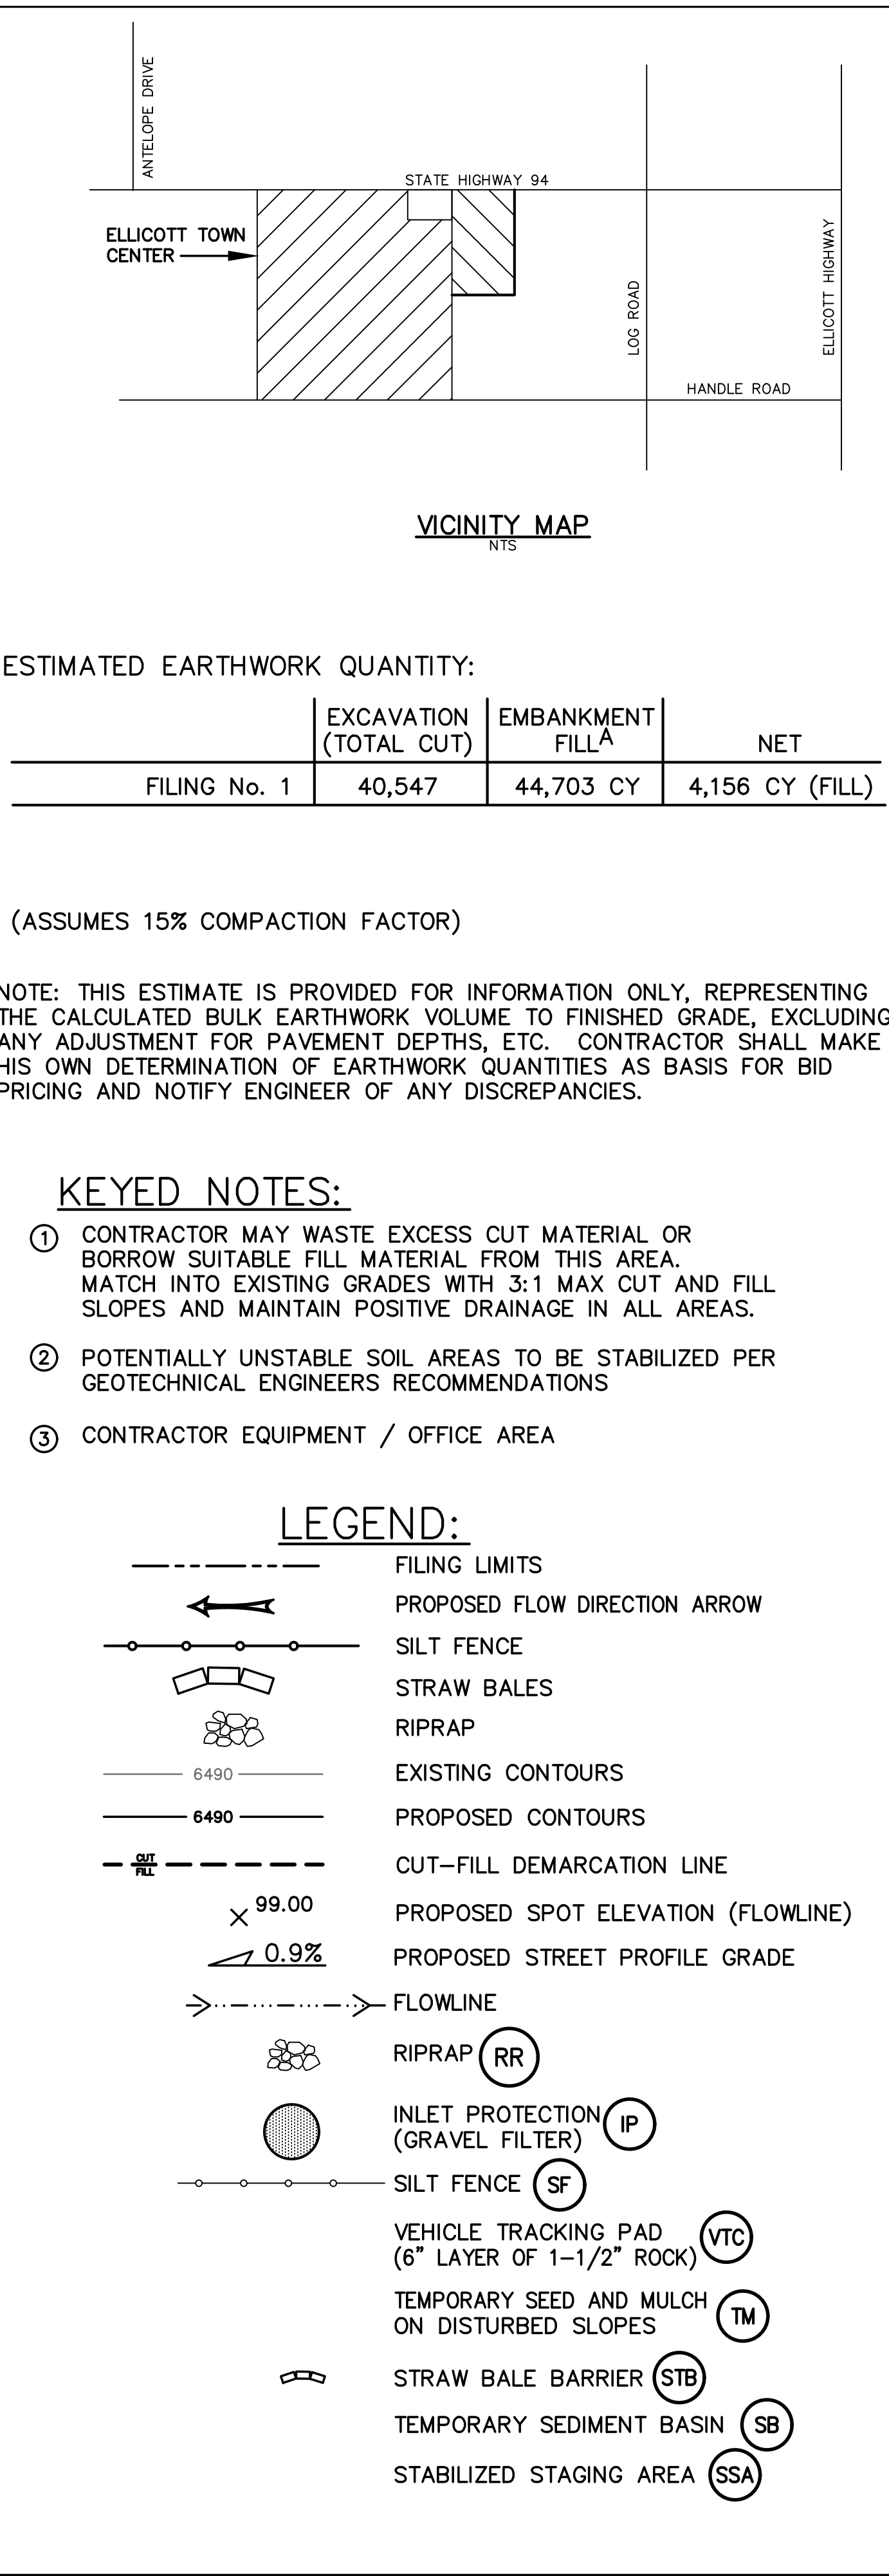 ANTELOPE DRIVE
STATE HIGHWAY 94
ELLICOTT TOWN
CENTER
LOG ROAD
ELLICOTT HIGHWAY
HANDLE ROAD
VICINITY MAP
NTS
ESTIMATED EARTHWORK QUANTITY:
EXCAVATION
(TOTAL CUT)
EMBANKMENT
FILL A
NET
FILING No. 1 40,547 44,703 CY 4,156 CY (FILL)
(ASSUMES 15% COMPACTION FACTOR)
NOTE: THIS ESTIMATE IS PROVIDED FOR INFORMATION ONLY, REPRESENTING
THE CALCULATED BULK EARTHWORK VOLUME TO FINISHED GRADE, EXCLUDING
ANY ADJUSTMENT FOR PAVEMENT DEPTHS, ETC. CONTRACTOR SHALL MAKE
HIS OWN DETERMINATION OF EARTHWORK QUANTITIES AS BASIS FOR BID
PRICING AND NOTIFY ENGINEER OF ANY DISCREPANCIES.
KEYED NOTES:
1 CONTRACTOR MAY WASTE EXCESS CUT MATERIAL OR
BORROW SUITABLE FILL MATERIAL FROM THIS AREA.
MATCH INTO EXISTING GRADES WITH 3:1 MAX CUT AND FILL
SLOPES AND MAINTAIN POSITIVE DRAINAGE IN ALL AREAS.
2 POTENTIALLY UNSTABLE SOIL AREAS TO BE STABILIZED PER
GEOTECHNICAL ENGINEERS RECOMMENDATIONS
3 CONTRACTOR EQUIPMENT / OFFICE AREA
LEGEND:
FILING LIMITS
PROPOSED FLOW DIRECTION ARROW
SILT FENCE
STRAW BALES
RIPRAP
6490 EXISTING CONTOURS
6490 PROPOSED CONTOURS
CUT
FILL
CUT-FILL DEMARCATION LINE
99.00 PROPOSED SPOT ELEVATION (FLOWLINE)
0.9% PROPOSED STREET PROFILE GRADE
FLOWLINE
RIPRAP RR
INLET PROTECTION
(GRAVEL FILTER) IP
SILT FENCE SF
VEHICLE TRACKING PAD
(6" LAYER OF 1-1/2" ROCK) VTC
TEMPORARY SEED AND MULCH
ON DISTURBED SLOPES TM
STRAW BALE BARRIER STB
TEMPORARY SEDIMENT BASIN SB
STABILIZED STAGING AREA SSA